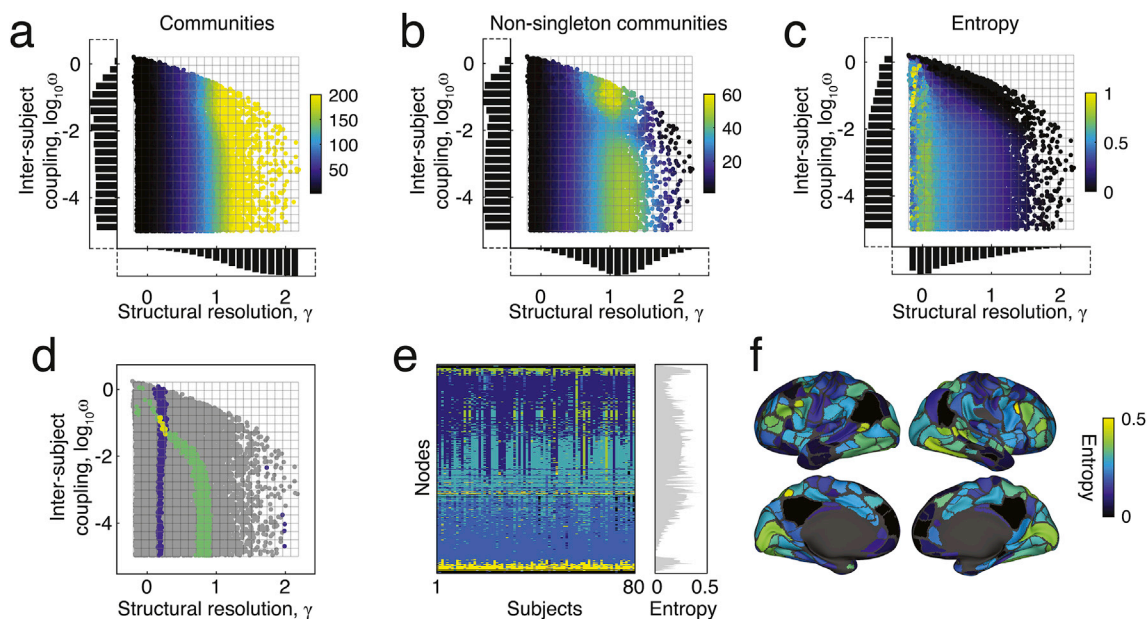 a
Communities
Inter-subject
coupling, log10ω
0
-2
-4
200
150
100
50
0 1 2
Structural resolution, γ
b
Non-singleton communities
Inter-subject
coupling, log10ω
0
-2
-4
60
40
20
0 1 2
Structural resolution, γ
c
Entropy
Inter-subject
coupling, log10ω
0
-2
-4
1
0.5
0
0 1 2
Structural resolution, γ
d
Inter-subject
coupling, log10ω
0
-2
-4
0 1 2
Structural resolution, γ
e
Nodes
1 80
Subjects
0 0.5
Entropy
f
0.5
Entropy
0